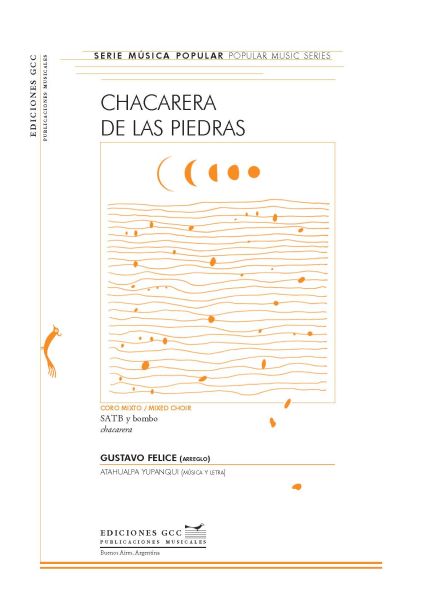 SERIE MÚSICA POPULAR POPULAR MUSIC SERIES
EDICIONES GCC
PUBLICACIONES MUSICALES
CHACARERA
DE LAS PIEDRAS
CORO MIXTO / MIXED CHOIR
SATB y bombo
chacarera
GUSTAVO FELICE (ARREGLO)
ATAHUALPA YUPANQUI (MÚSICA Y LETRA)
EDICIONES GCC
PUBLICACIONES MUSICALES
Buenos Aires, Argentina